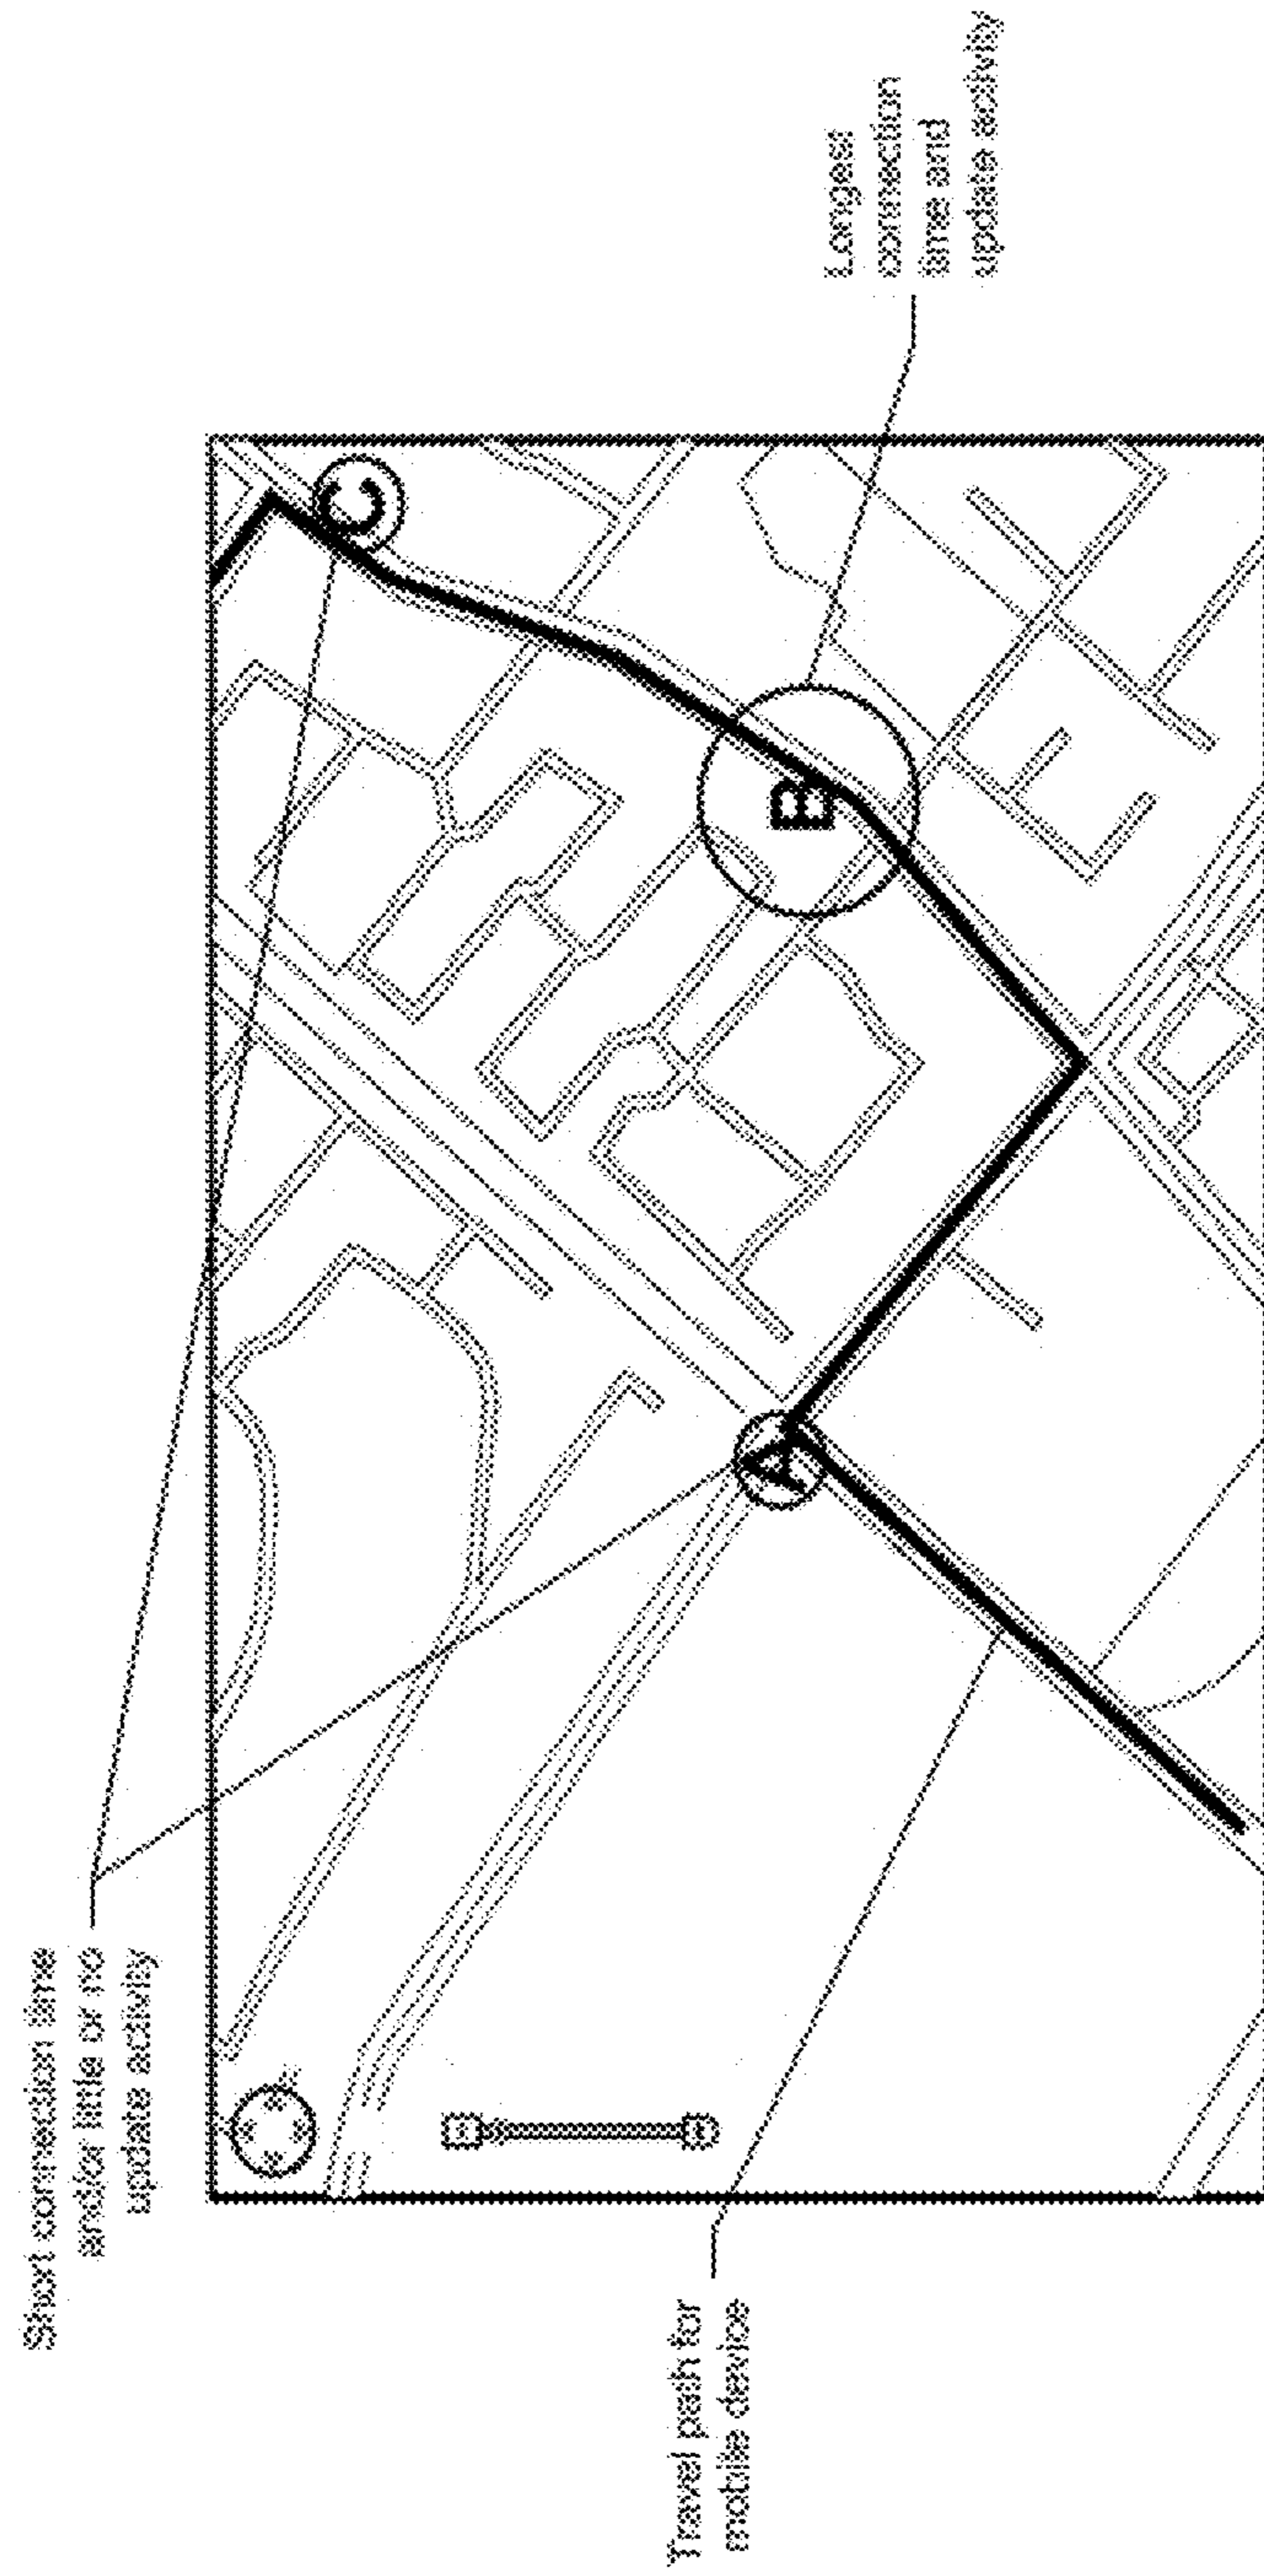 Short connection time
and/or little or no
update activity
Travel path for
mobile device
A
B
C
Longest
connection
time and
update activity